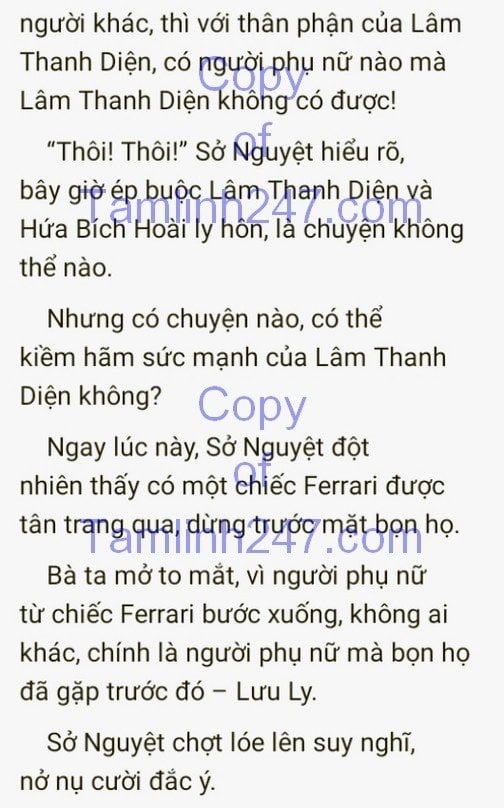 người khác, thì với thân phận của Lâm
Thanh Diện, có người phụ nữ nào mà
Lâm Thanh Diện không có được!
Copy
“Thôi! Thôi!” Sở Nguyệt hiểu rõ,
of
bây giờ ép buộc Lâm Thanh Diện và
Tamlinh247.com
Hứa Bích Hoài ly hôn, là chuyện không
thể nào.
Nhưng có chuyện nào, có thể
kiềm hãm sức mạnh của Lâm Thanh
Diện không?
Copy
Ngay lúc này, Sở Nguyệt đột
of
nhiên thấy có một chiếc Ferrari được
tân trang qua, dừng trước mặt bọn họ.
Tamlinh247.com
Bà ta mở to mắt, vì người phụ nữ
từ chiếc Ferrari bước xuống, không ai
khác, chính là người phụ nữ mà bọn họ
đã gặp trước đó – Lưu Ly.
Sở Nguyệt chợt lóe lên suy nghĩ,
nở nụ cười đắc ý.